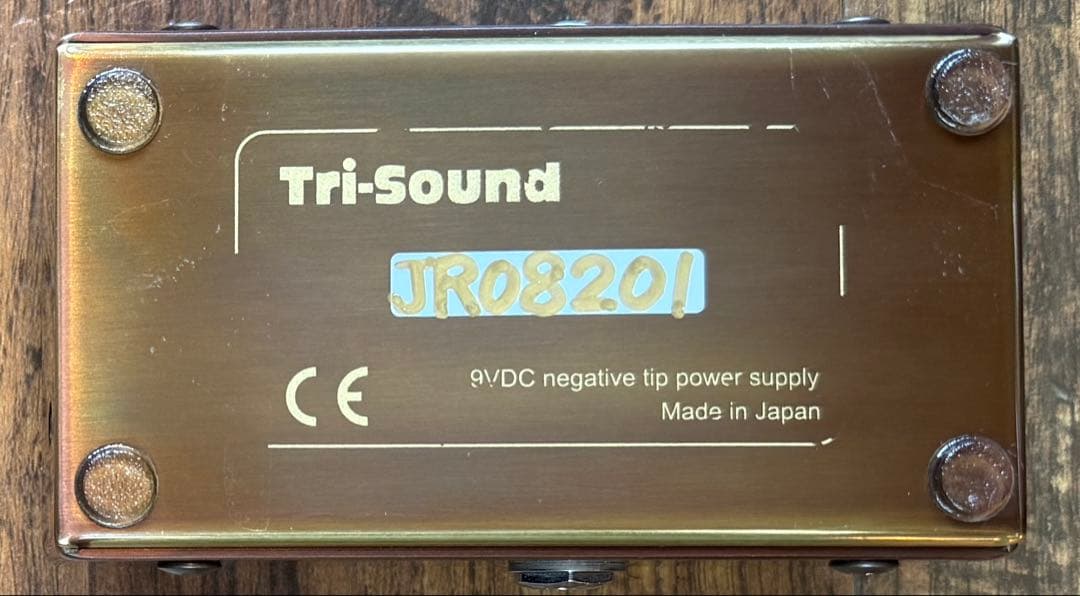 Tri-Sound
JR08201
CE
9VDC negative tip power supply
Made in Japan